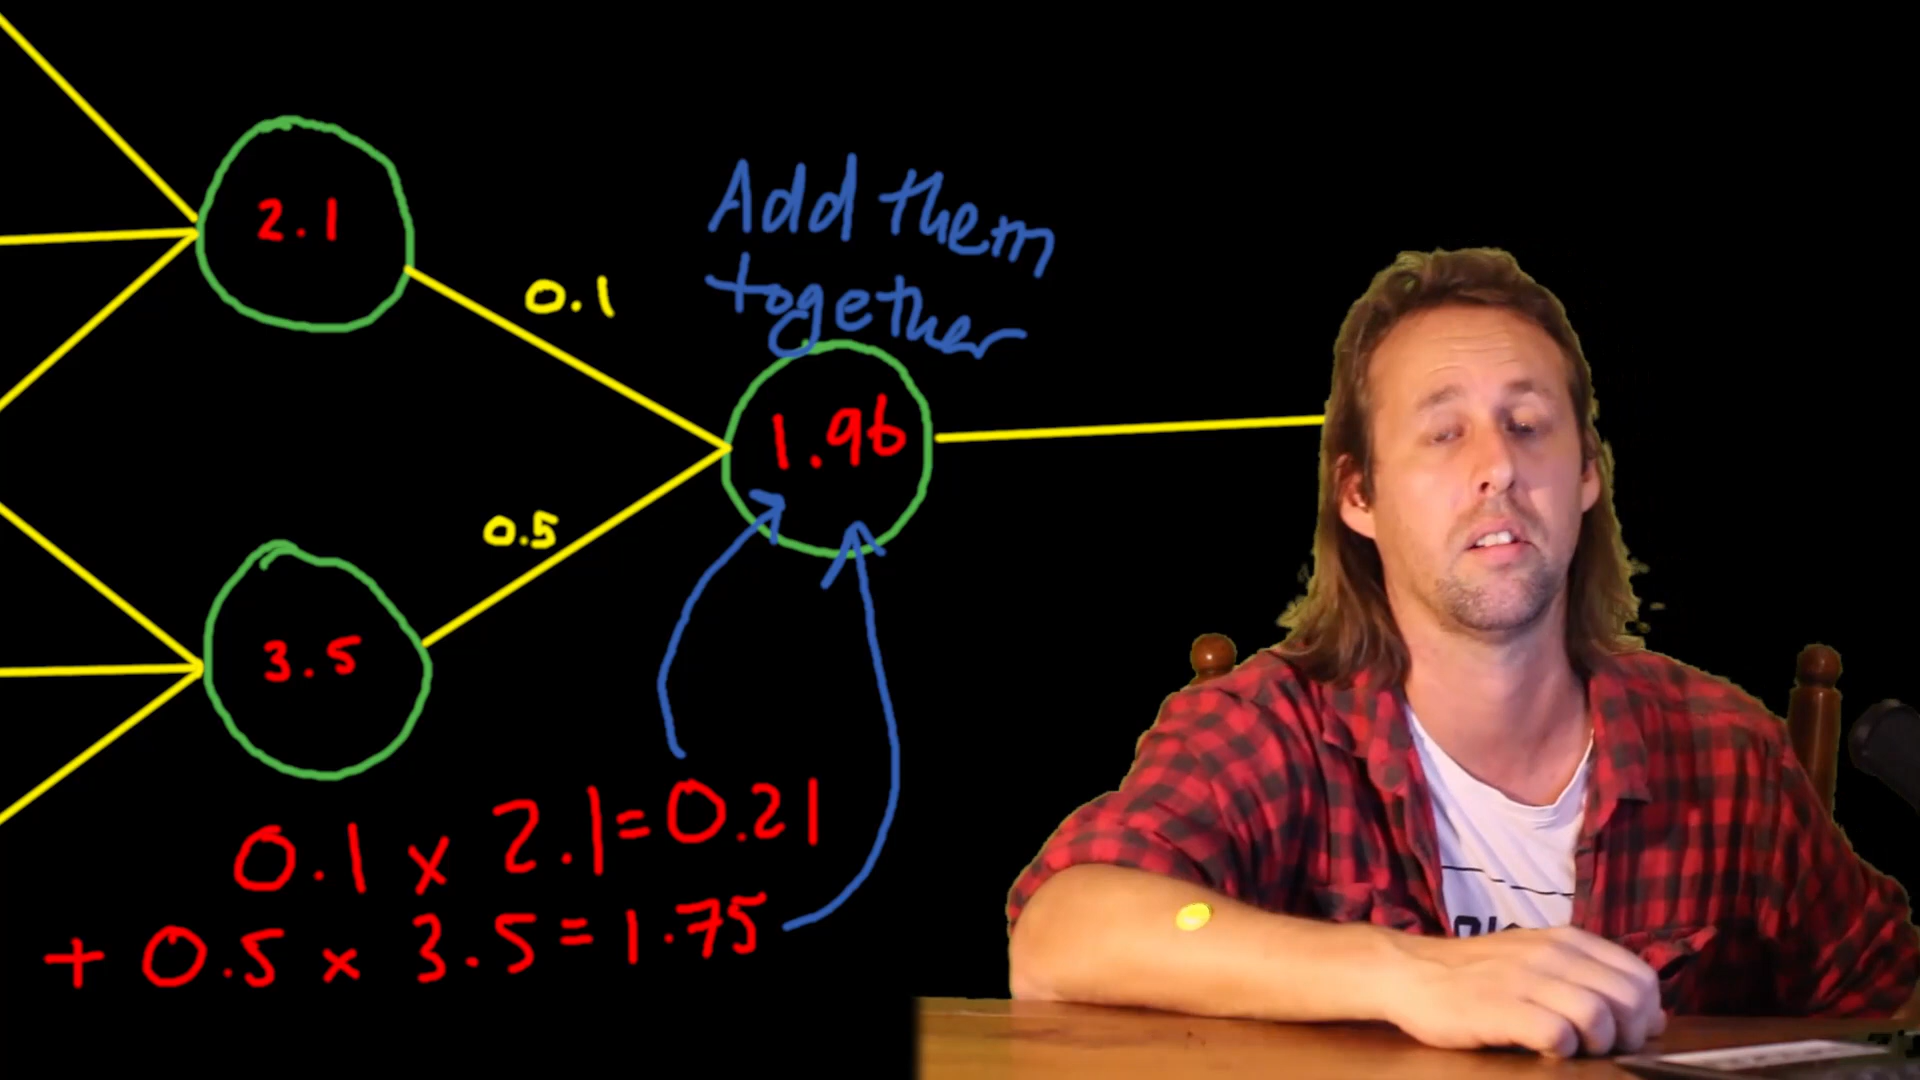 2.1
0.1
Add them
together
1.96
0.5
3.5
0.1 x 2.1=0.21
+ 0.5 x 3.5=1.75